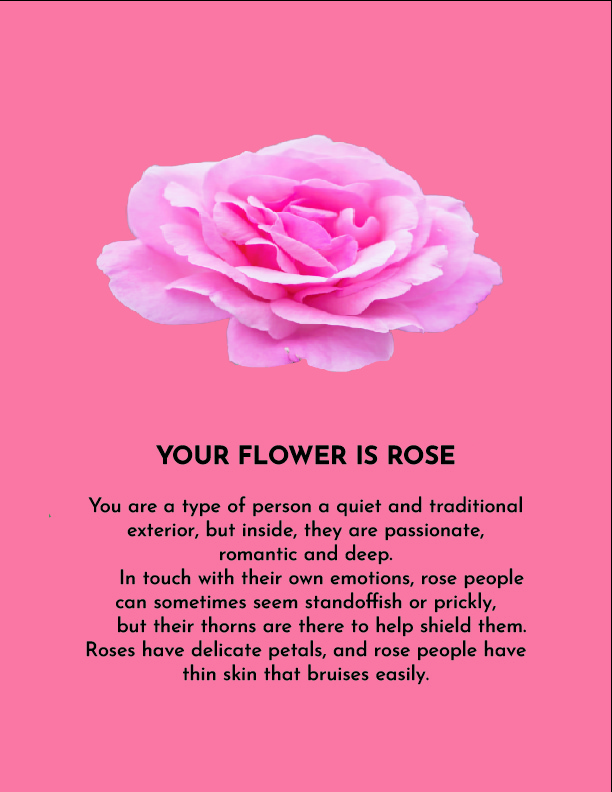 YOUR FLOWER IS ROSE
You are a type of person a quiet and traditional
exterior, but inside, they are passionate,
romantic and deep.
In touch with their own emotions, rose people
can sometimes seem standoffish or prickly,
but their thorns are there to help shield them.
Roses have delicate petals, and rose people have
thin skin that bruises easily.